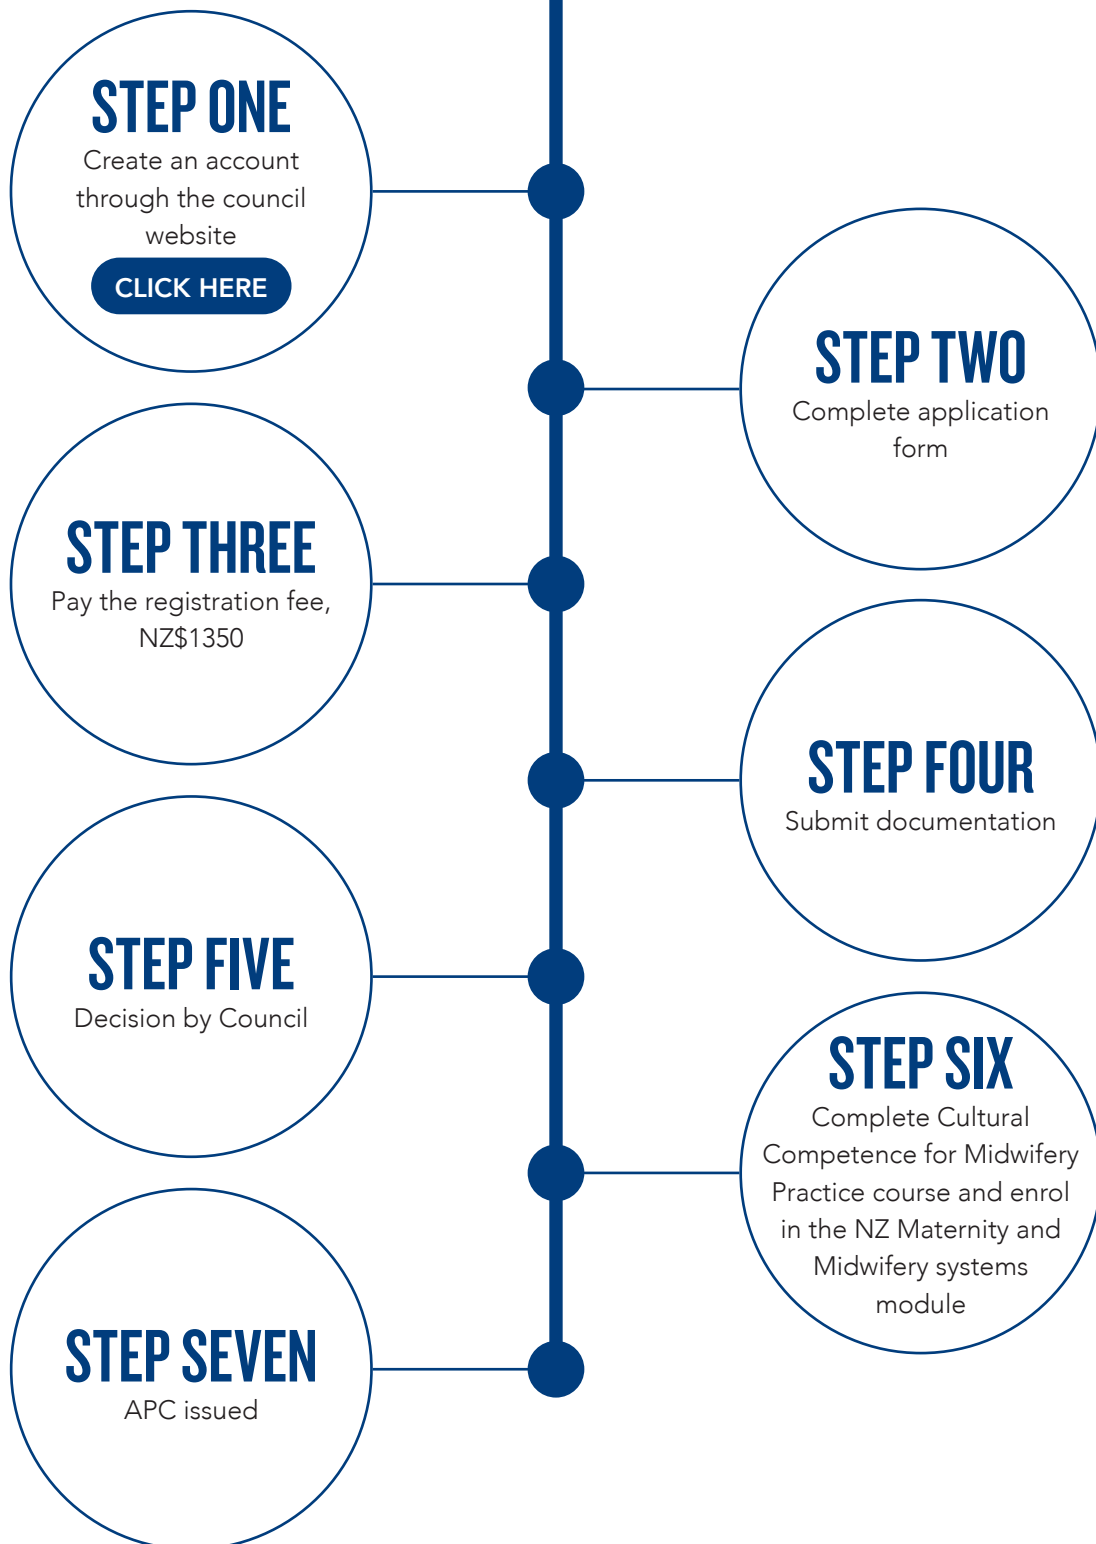 STEP ONE
Create an account
through the council
website
CLICK HERE
STEP TWO
Complete application
form
STEP THREE
Pay the registration fee,
NZ$1350
STEP FOUR
Submit documentation
STEP FIVE
Decision by Council
STEP SIX
Complete Cultural
Competence for Midwifery
Practice course and enrol
in the NZ Maternity and
Midwifery systems
module
STEP SEVEN
APC issued